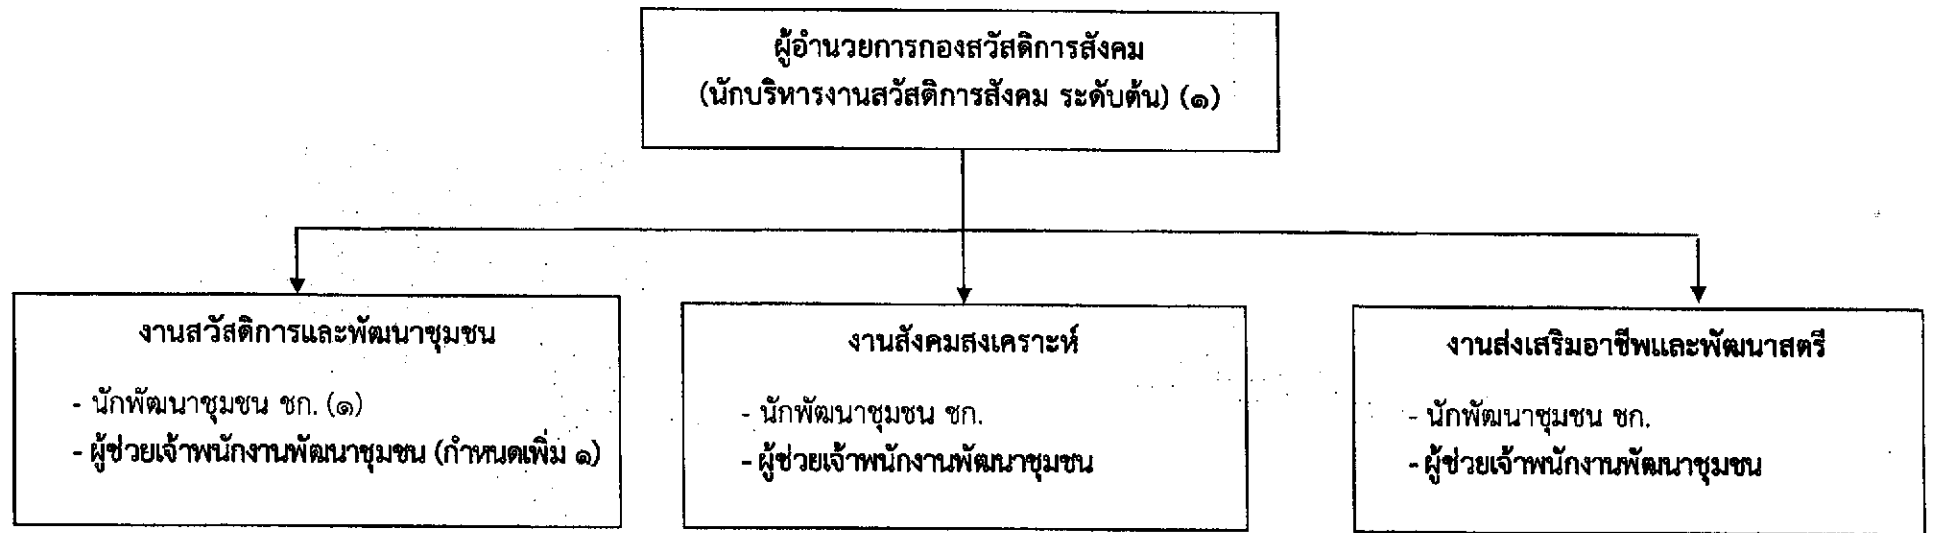 ผู้อำนวยการกองสวัสดิการสังคม
(นักบริหารงานสวัสดิการสังคม ระดับต้น) (๑)
งานสวัสดิการและพัฒนาชุมชน
- นักพัฒนาชุมชน ชก. (๑)
- ผู้ช่วยเจ้าพนักงานพัฒนาชุมชน (กำหนดเพิ่ม ๑)
งานสังคมสงเคราะห์
- นักพัฒนาชุมชน ชก.
- ผู้ช่วยเจ้าพนักงานพัฒนาชุมชน
งานส่งเสริมอาชีพและพัฒนาสตรี
- นักพัฒนาชุมชน ชก.
- ผู้ช่วยเจ้าพนักงานพัฒนาชุมชน